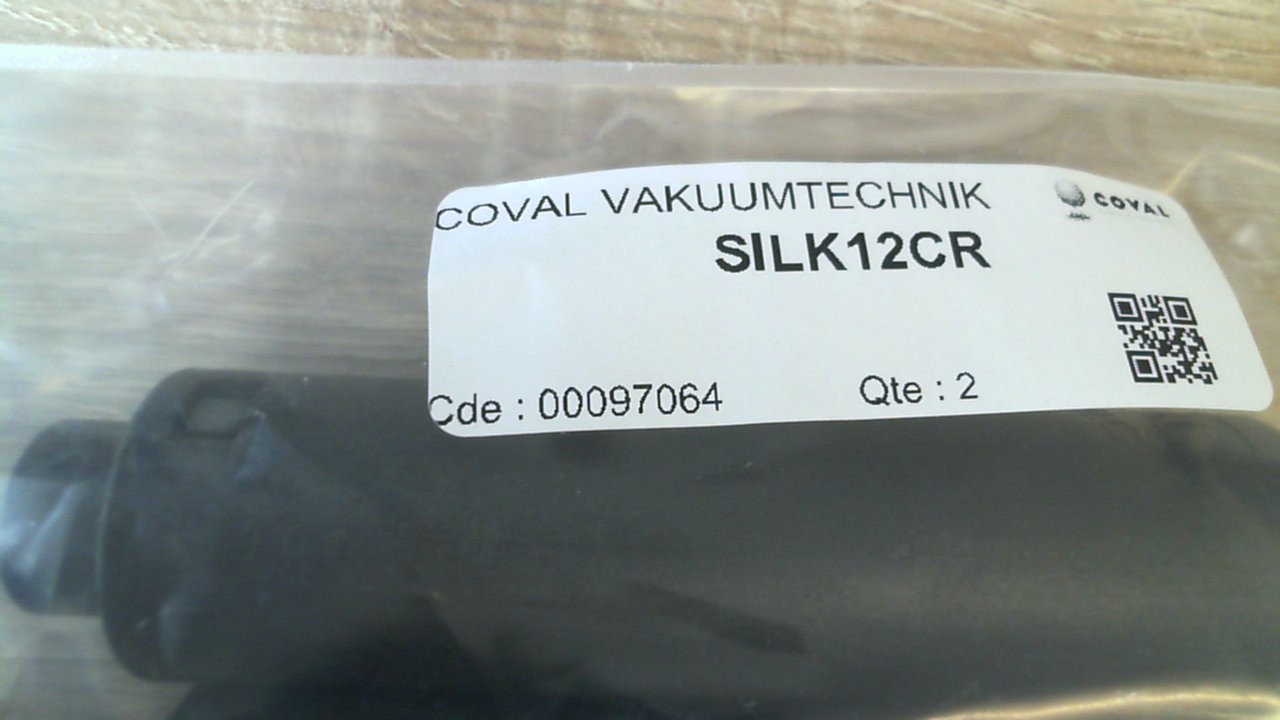 COVAL VAKUUMTECHNIK
COVAL
SILK12CR
Cde : 00097064
Qte : 2